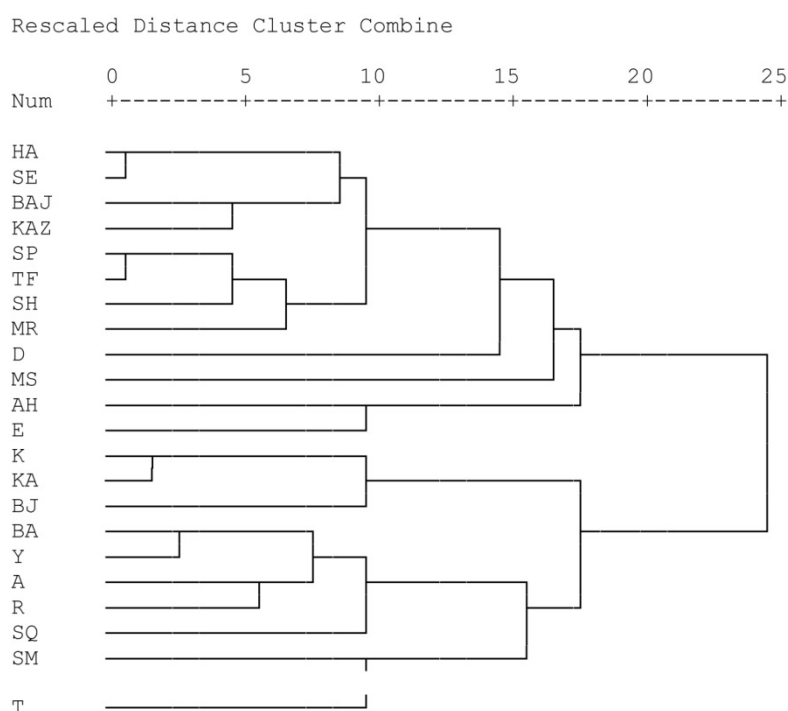 Rescaled Distance Cluster Combine
0 5 10 15 20 25
Num +---------+---------+---------+---------+---------+
HA
SE
BAJ
KAZ
SP
TF
SH
MR
D
MS
AH
E
K
KA
BJ
BA
Y
A
R
SQ
SM
T